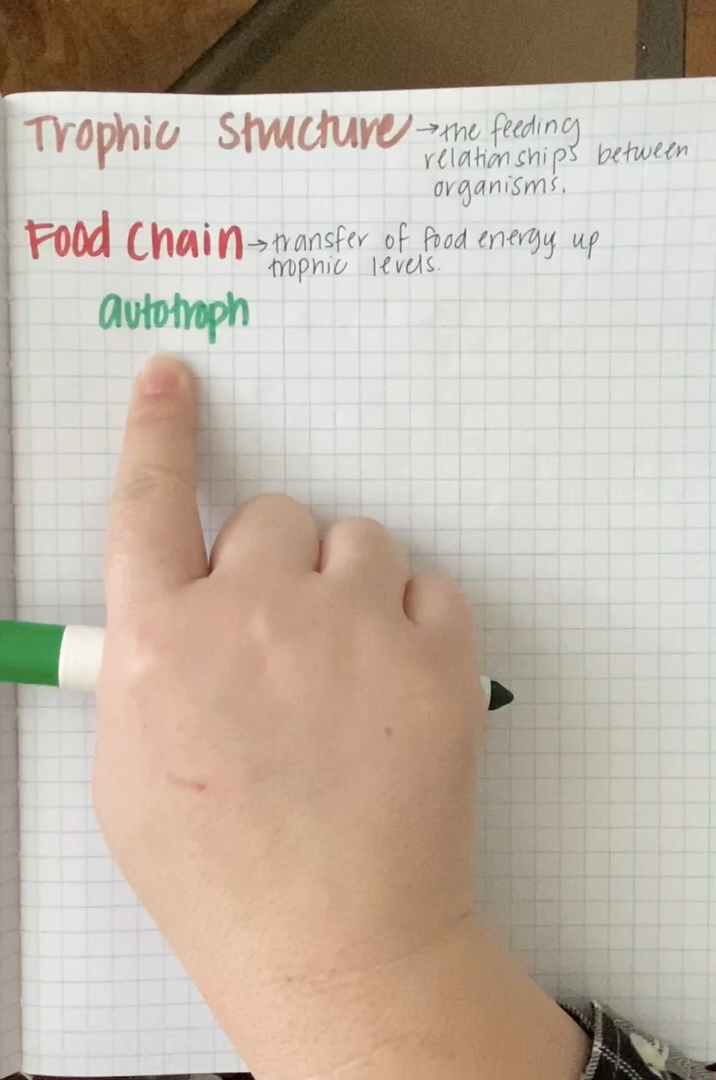 Trophic Structure → the feeding
relationships between
organisms.
Food Chain → transfer of food energy up
trophic levels.
autotroph